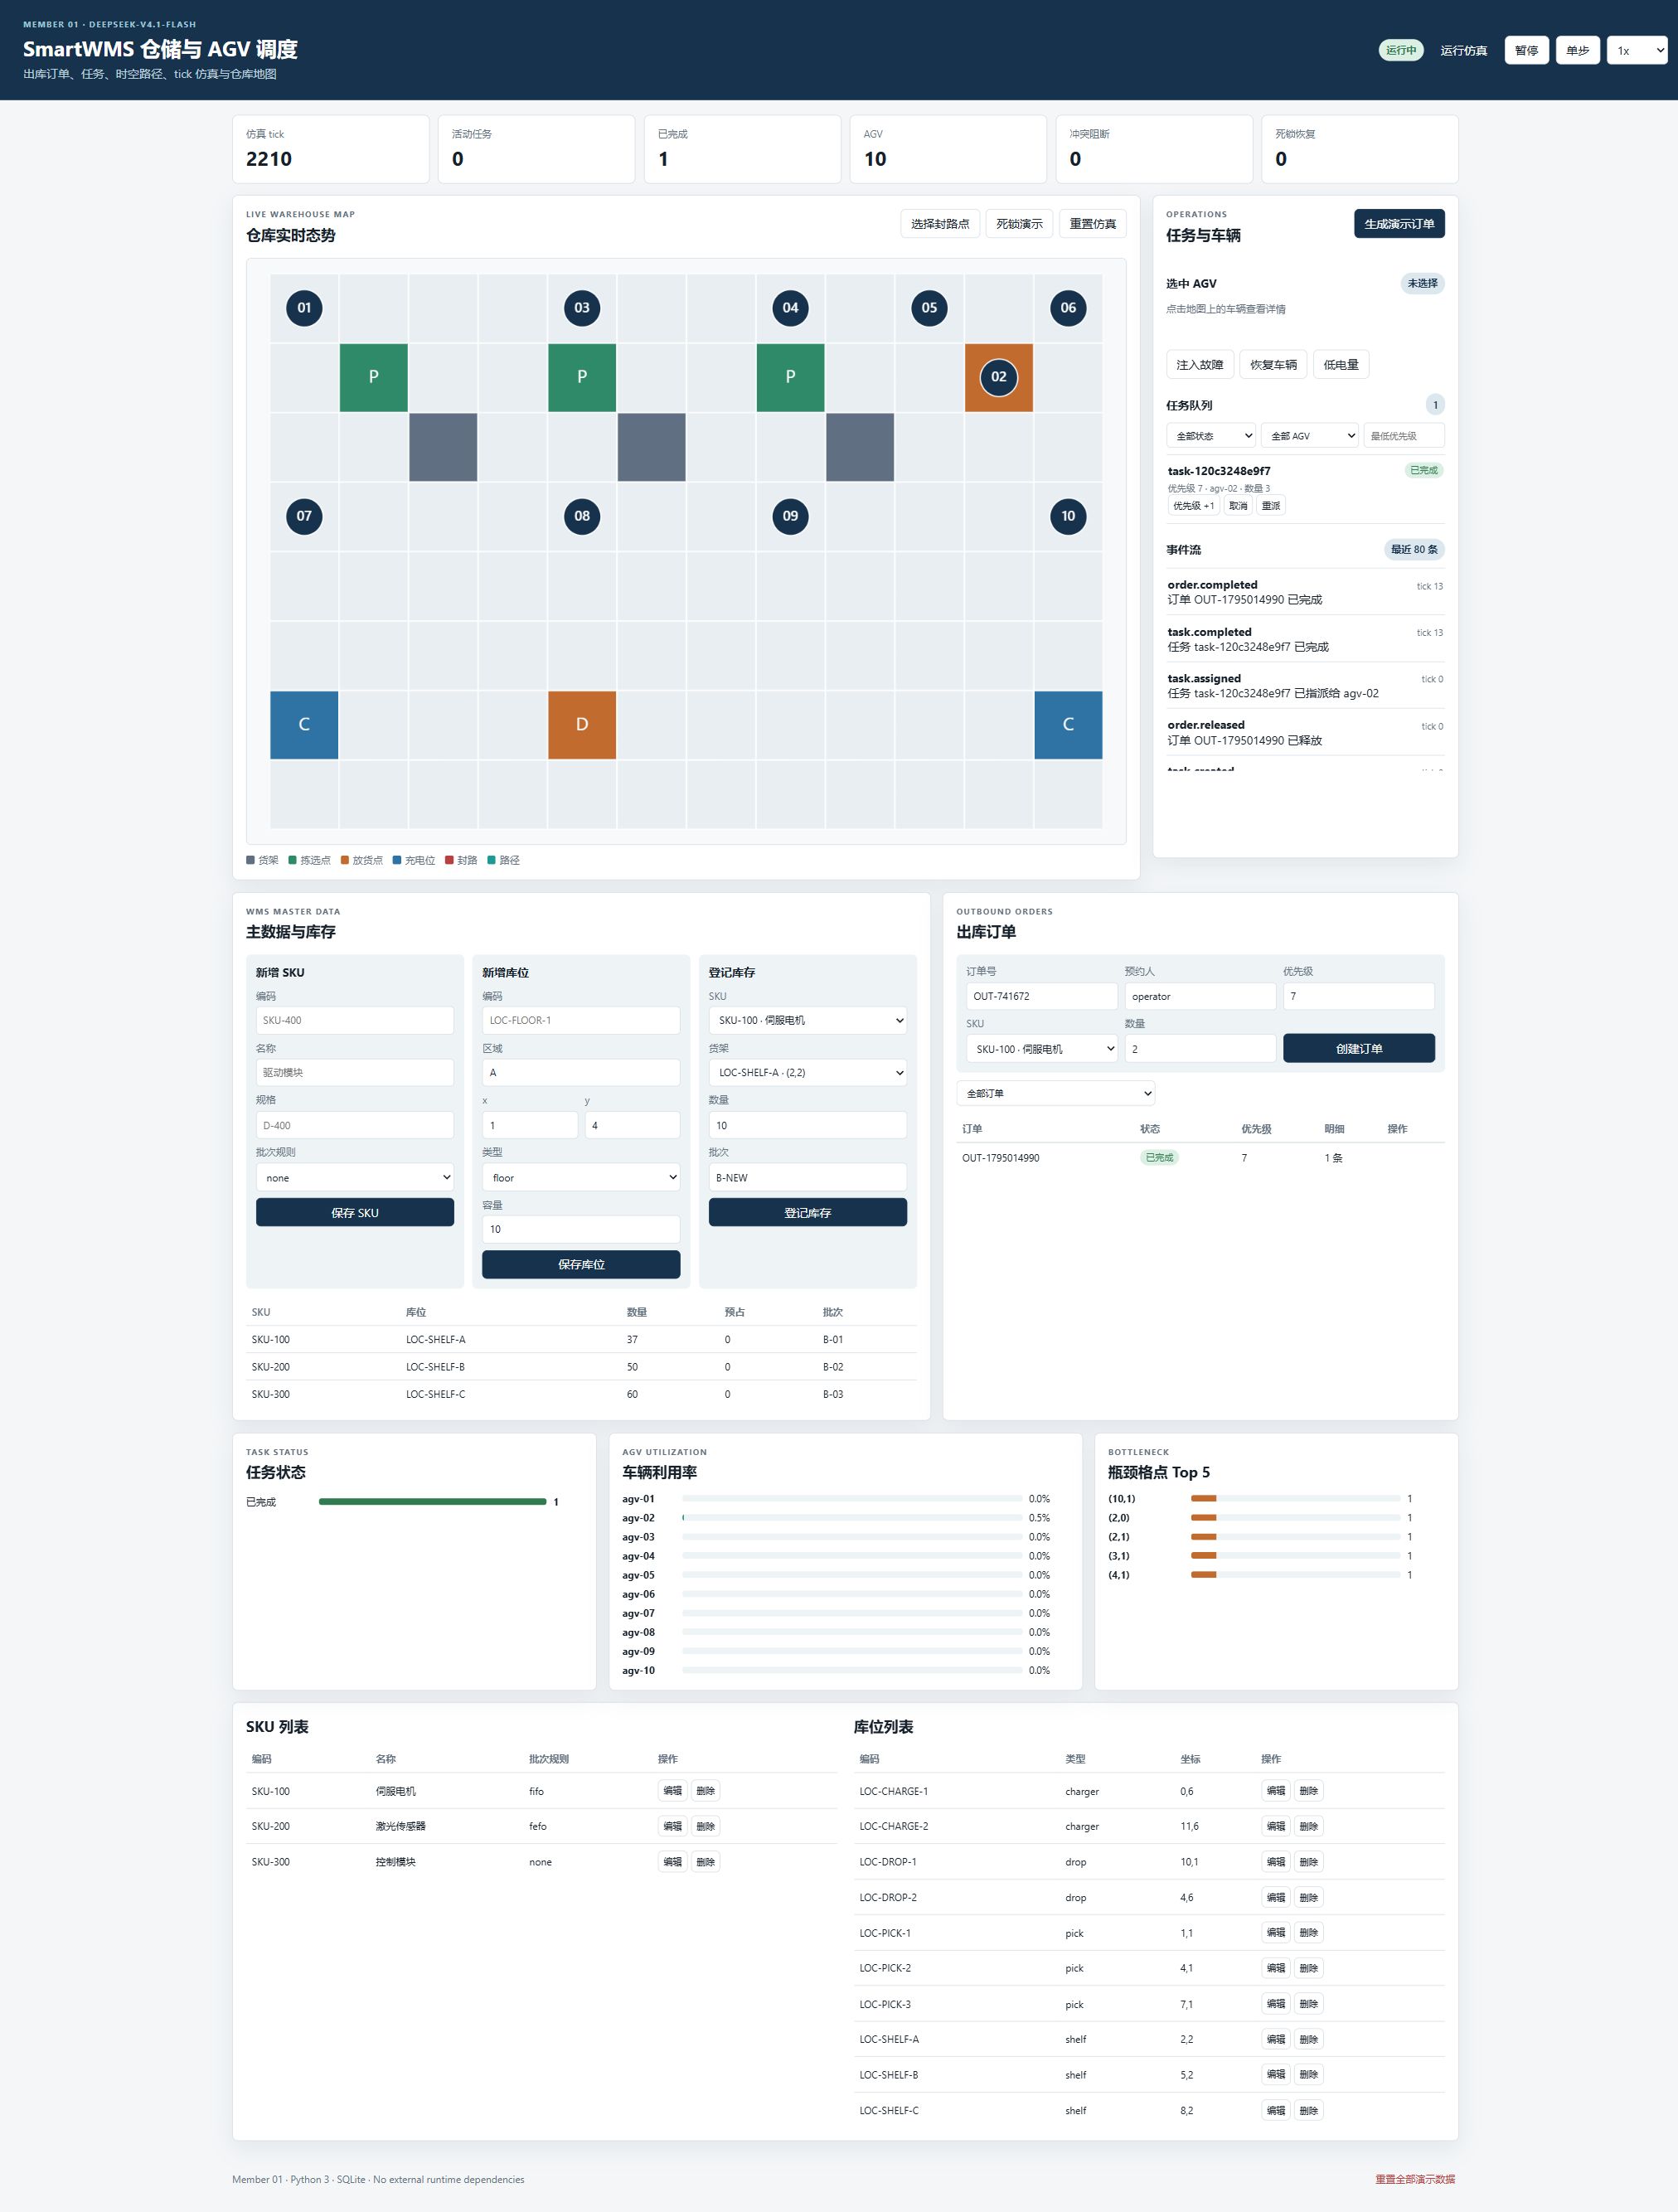 MEMBER 01 · DEEPSEEK-V4.1-FLASH
SmartWMS 仓储与 AGV 调度
出库订单、任务、时空路径、tick 仿真与仓库地图
运行中 运行仿真 暂停 单步 1x
仿真 tick 活动任务 已完成 AGV 冲突阻断 死锁恢复
2210 0 1 10 0 0
LIVE WAREHOUSE MAP
仓库实时态势
选择封路点 死锁演示 重置仿真
01 03 04 05 06
P P P 02
07 08 09 10
C D C
货架 拣选点 放货点 充电位 封路 路径
OPERATIONS
任务与车辆
生成演示订单
选中 AGV 未选择
点击地图上的车辆查看详情
注入故障 恢复车辆 低电量
任务队列 1
全部状态 全部 AGV 最低优先级
task-120c3248e9f7 已完成
优先级 7 · agv-02 · 数量 3
优先级 +1 取消 重派
事件流 最近 80 条
order.completed tick 13
订单 OUT-1795014990 已完成
task.completed tick 13
任务 task-120c3248e9f7 已完成
task.assigned tick 0
任务 task-120c3248e9f7 已指派给 agv-02
order.released tick 0
订单 OUT-1795014990 已释放
WMS MASTER DATA
主数据与库存
新增 SKU
编码
SKU-400
名称
驱动模块
规格
D-400
批次规则
none
保存 SKU
新增库位
编码
LOC-FLOOR-1
区域
A
x y
1 4
类型
floor
容量
10
保存库位
登记库存
SKU
SKU-100 · 伺服电机
货架
LOC-SHELF-A · (2,2)
数量
10
批次
B-NEW
登记库存
SKU 库位 数量 预占 批次
SKU-100 LOC-SHELF-A 37 0 B-01
SKU-200 LOC-SHELF-B 50 0 B-02
SKU-300 LOC-SHELF-C 60 0 B-03
OUTBOUND ORDERS
出库订单
订单号 预约人 优先级
OUT-741672 operator 7
SKU 数量
SKU-100 · 伺服电机 2 创建订单
全部订单
订单 状态 优先级 明细 操作
OUT-1795014990 已完成 7 1 条
TASK STATUS
任务状态
已完成 1
AGV UTILIZATION
车辆利用率
agv-01 0.0%
agv-02 0.5%
agv-03 0.0%
agv-04 0.0%
agv-05 0.0%
agv-06 0.0%
agv-07 0.0%
agv-08 0.0%
agv-09 0.0%
agv-10 0.0%
BOTTLENECK
瓶颈格点 Top 5
(10,1) 1
(2,0) 1
(2,1) 1
(3,1) 1
(4,1) 1
SKU 列表
编码 名称 批次规则 操作
SKU-100 伺服电机 fifo 编辑 删除
SKU-200 激光传感器 fefo 编辑 删除
SKU-300 控制模块 none 编辑 删除
库位列表
编码 类型 坐标 操作
LOC-CHARGE-1 charger 0,6 编辑 删除
LOC-CHARGE-2 charger 11,6 编辑 删除
LOC-DROP-1 drop 10,1 编辑 删除
LOC-DROP-2 drop 4,6 编辑 删除
LOC-PICK-1 pick 1,1 编辑 删除
LOC-PICK-2 pick 4,1 编辑 删除
LOC-PICK-3 pick 7,1 编辑 删除
LOC-SHELF-A shelf 2,2 编辑 删除
LOC-SHELF-B shelf 5,2 编辑 删除
LOC-SHELF-C shelf 8,2 编辑 删除
Member 01 · Python 3 · SQLite · No external runtime dependencies
重置全部演示数据